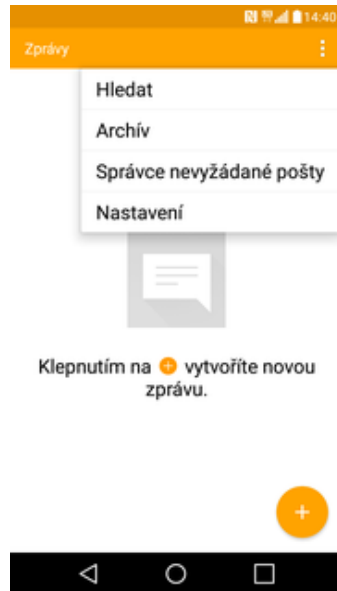 14:40
Zprávy
Hledat
Archív
Správce nevyžádané pošty
Nastavení
Klepnutím na + vytvoříte novou
zprávu.